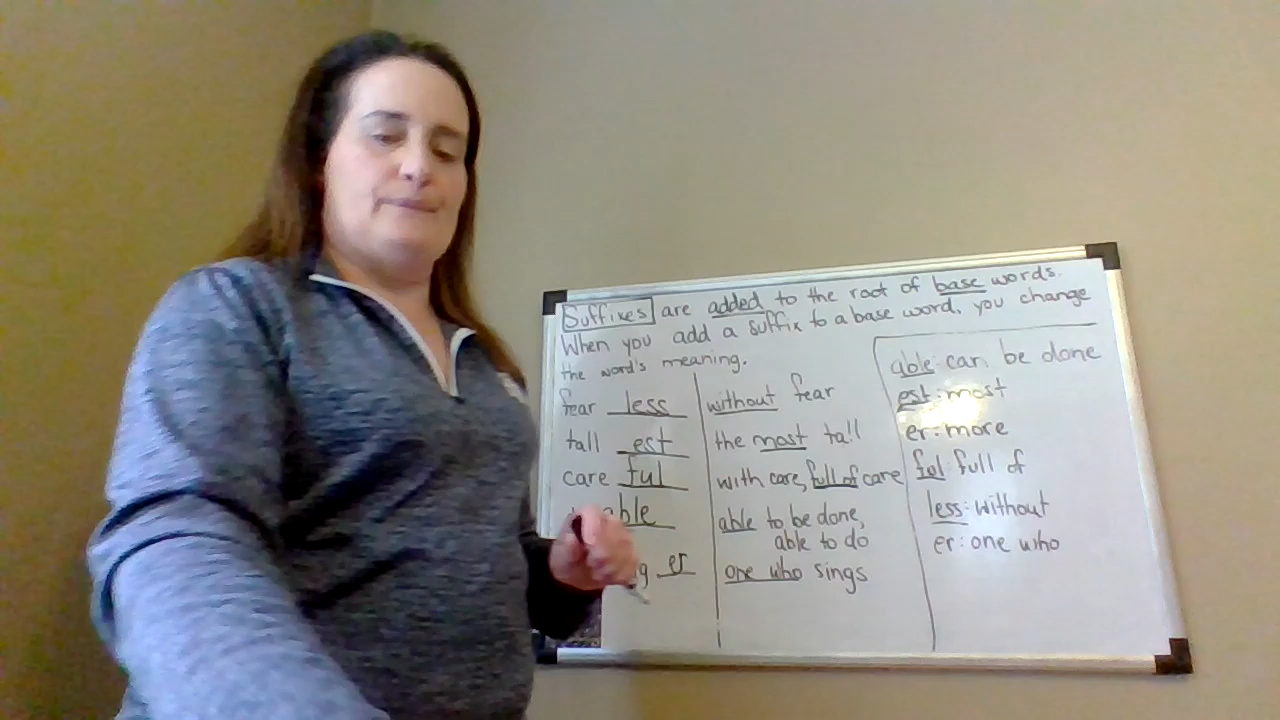 Suffixes are added to the root of base words.
When you add a suffix to a base word, you change
the word's meaning.
fear less without fear
tall est the most tall
care ful with care, full of care
able able to be done,
able to do
er one who sings
able: can be done
est: most
er: more
ful full of
less: without
er: one who